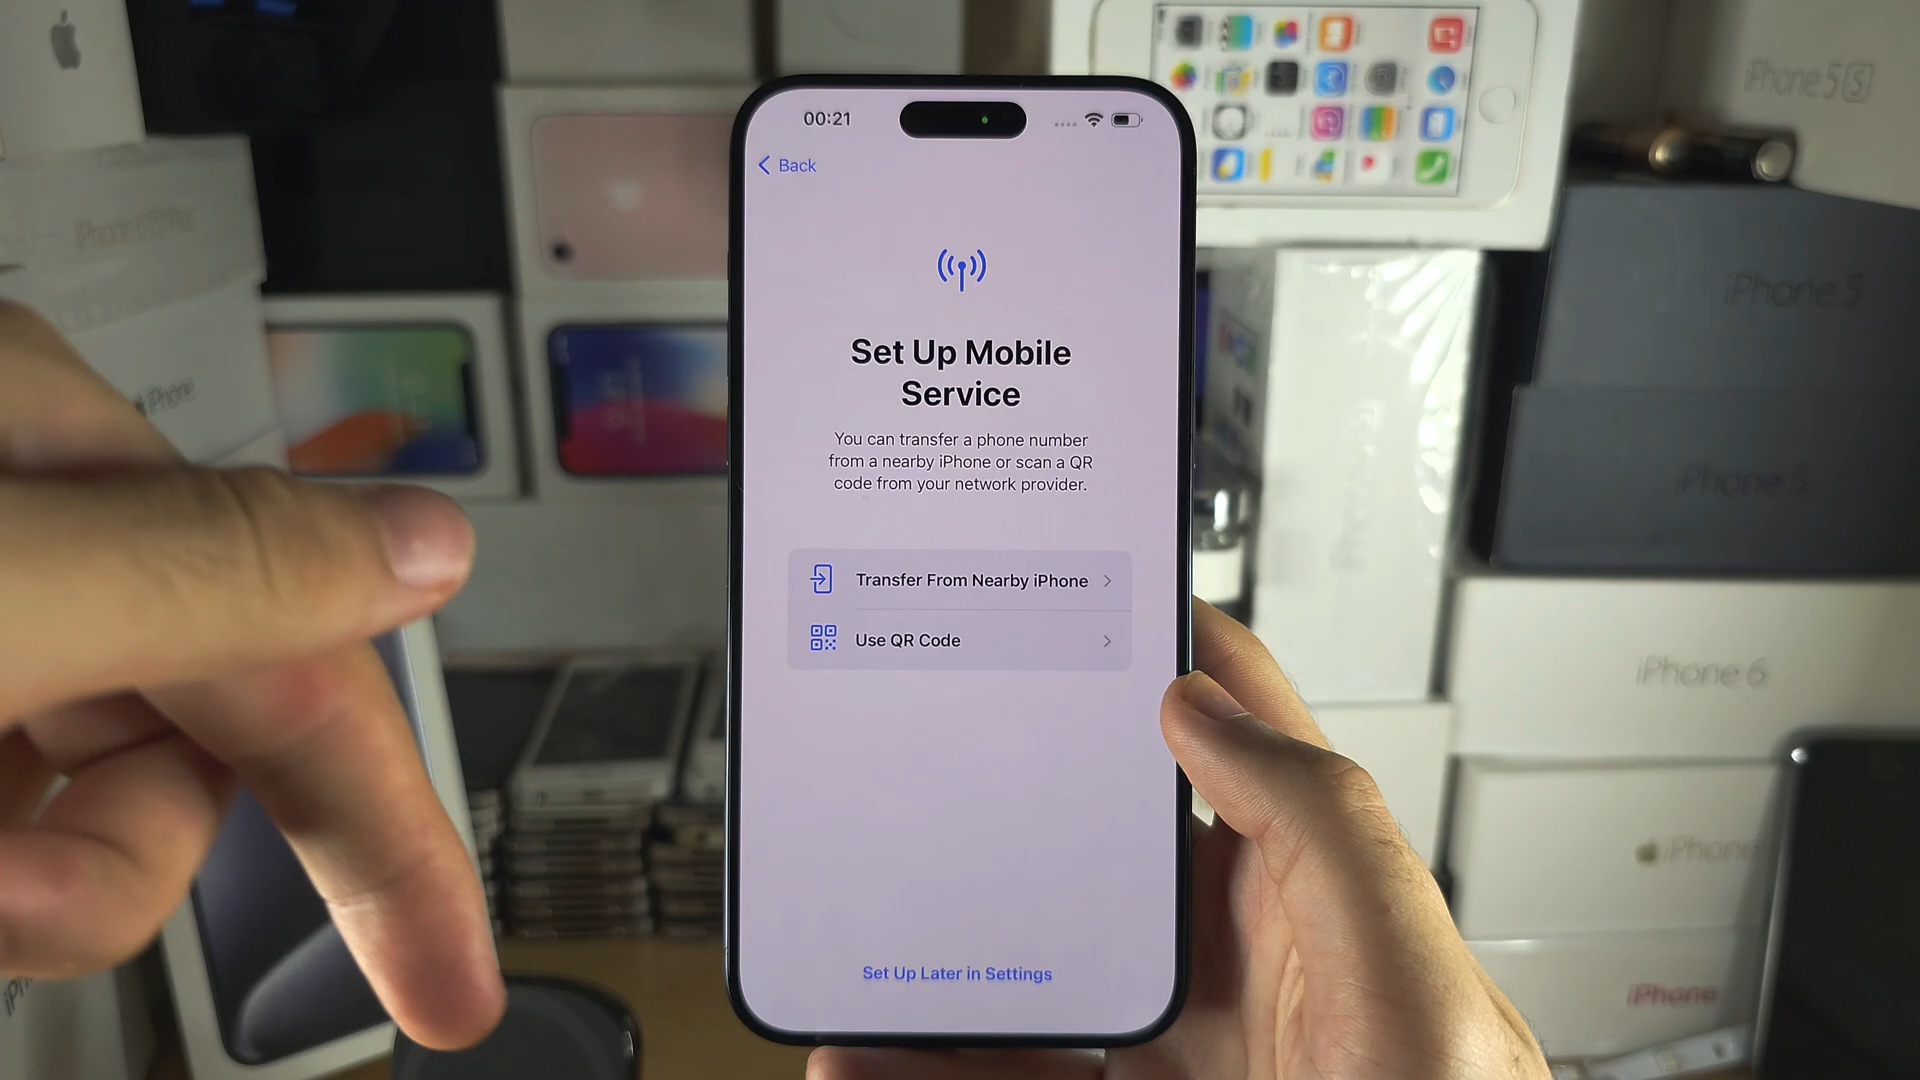 00:21
Back
Set Up Mobile
Service
You can transfer a phone number
from a nearby iPhone or scan a QR
code from your network provider.
Transfer From Nearby iPhone
Use QR Code
Set Up Later in Settings
iPhone 5S
iPhone 5
iPhone 5
iPhone 6
iPhone
iPhone
iPhone